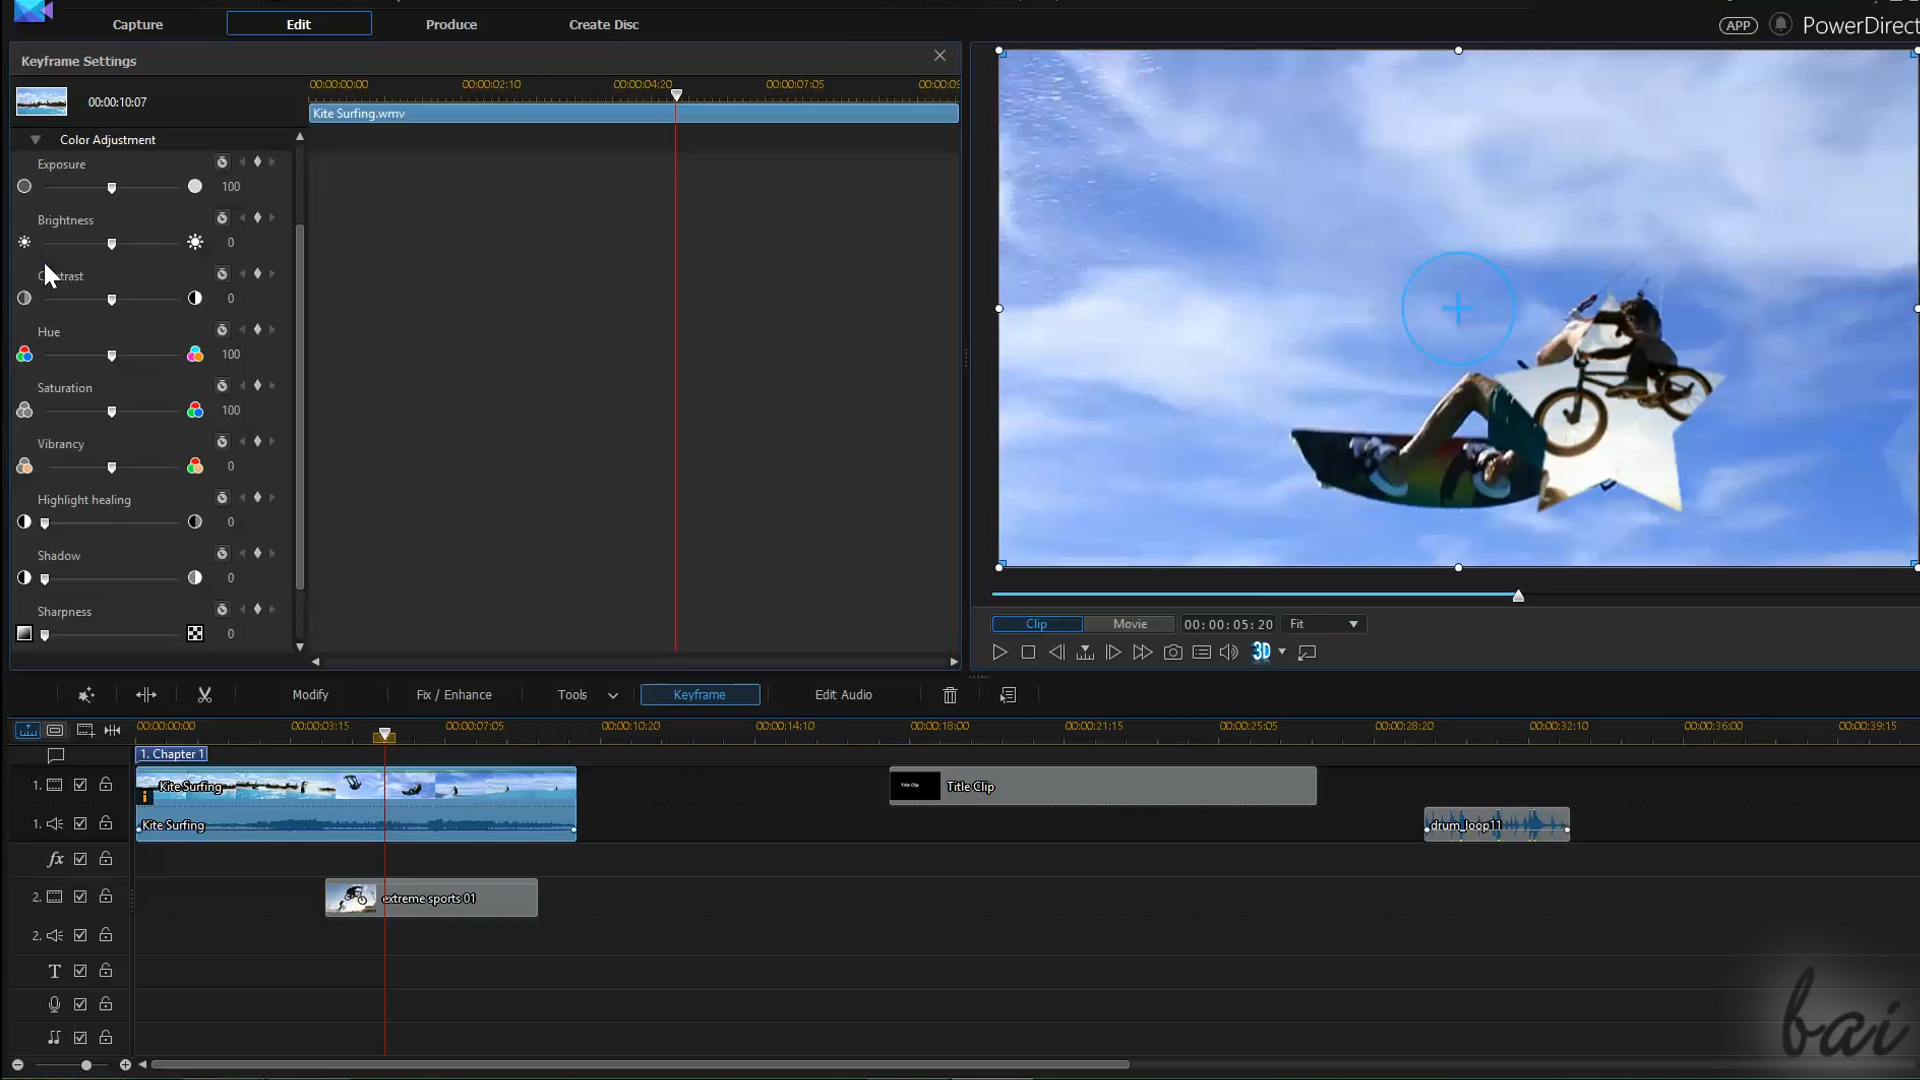 Capture Edit Produce Create Disc
APP PowerDirect
Keyframe Settings
00:00:10:07
00:00:00:00 00:00:02:10 00:00:04:20 00:00:07:05 00:00:09
Kite Surfing.wmv
Color Adjustment
Exposure
100
Brightness
0
Contrast
0
Hue
100
Saturation
100
Vibrancy
0
Highlight healing
0
Shadow
0
Sharpness
0
Clip Movie 00:00:05:20 Fit
3D
Modify Fix / Enhance Tools Keyframe Edit Audio
00:00:00:00 00:00:03:15 00:00:07:05 00:00:10:20 00:00:14:10 00:00:18:00 00:00:21:15 00:00:25:05 00:00:28:20 00:00:32:10 00:00:36:00 00:00:39:15
1. Chapter 1
1. Kite Surfing Title Clip Title Clip
1. Kite Surfing drum_loop11
fx
2. extreme sports 01
2.
T
bai